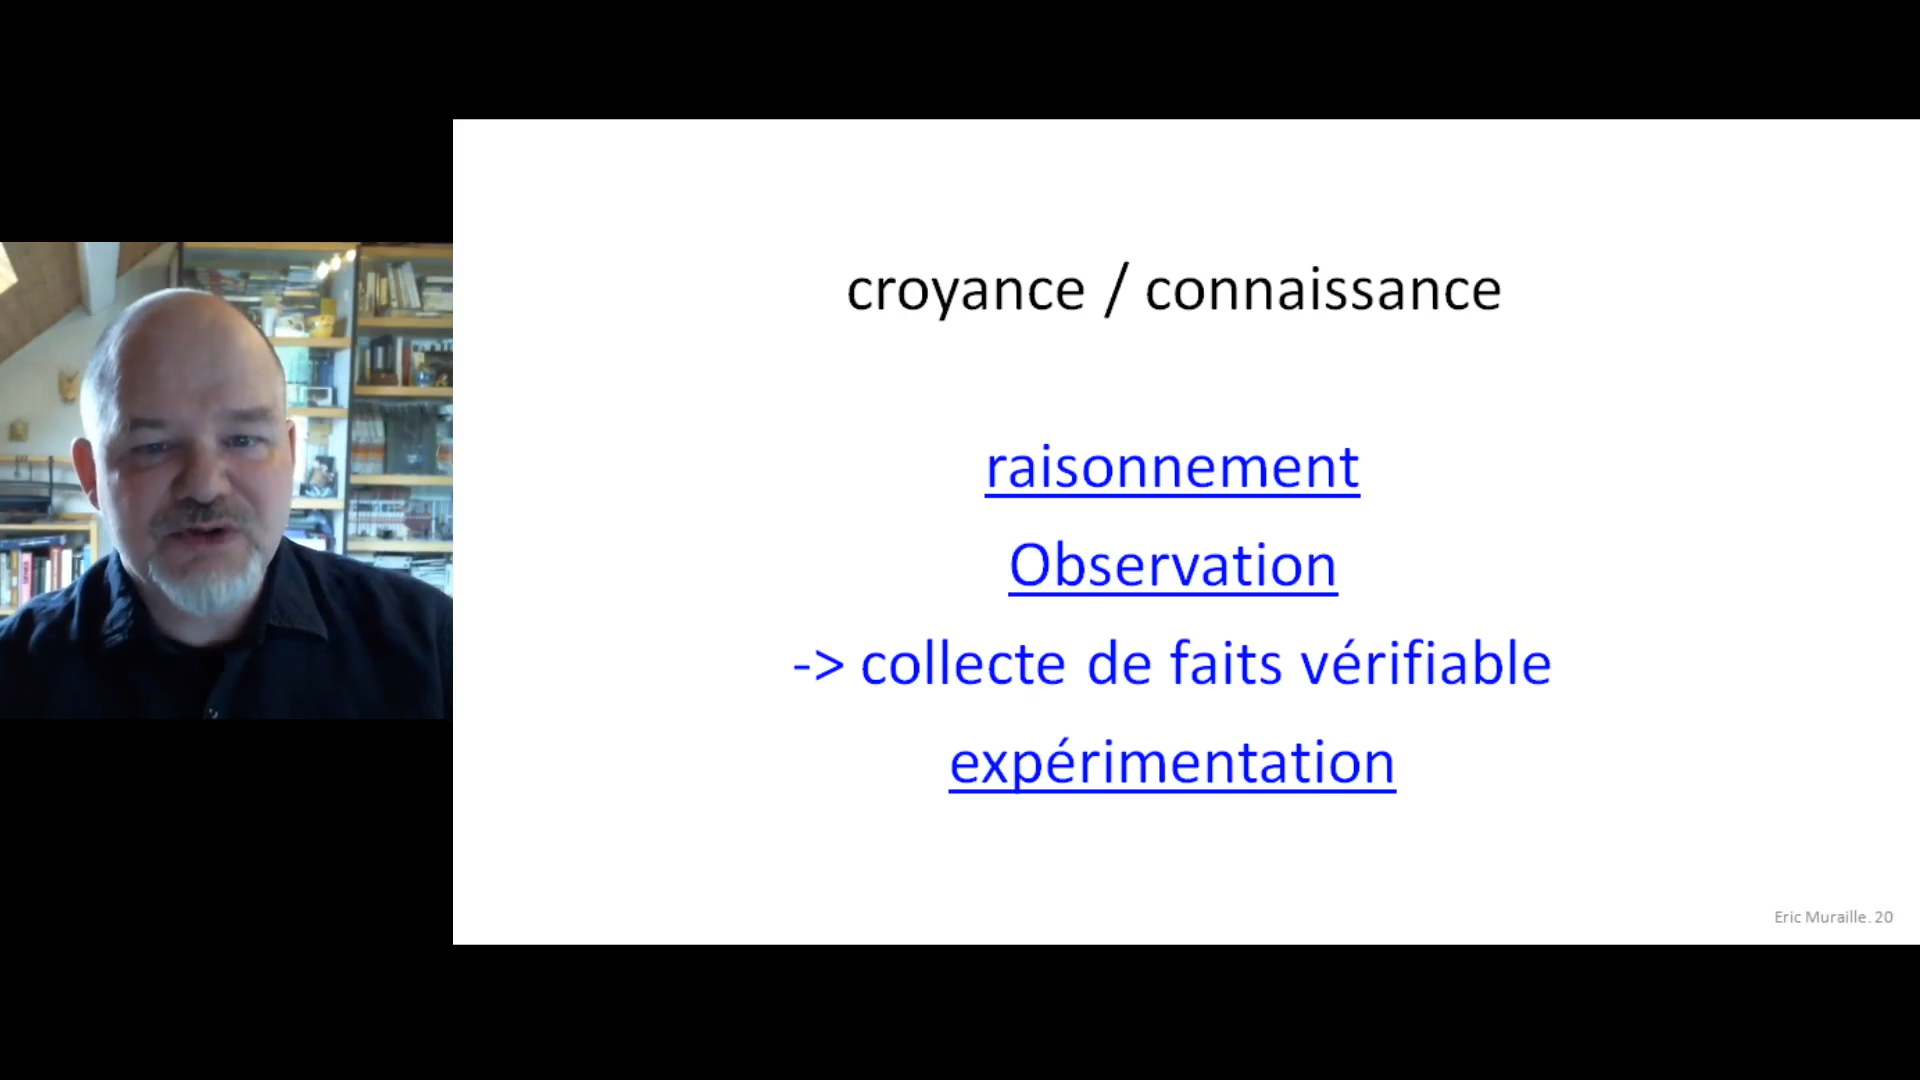 croyance / connaissance
raisonnement
Observation
-> collecte de faits vérifiable
expérimentation
Eric Muraille. 20